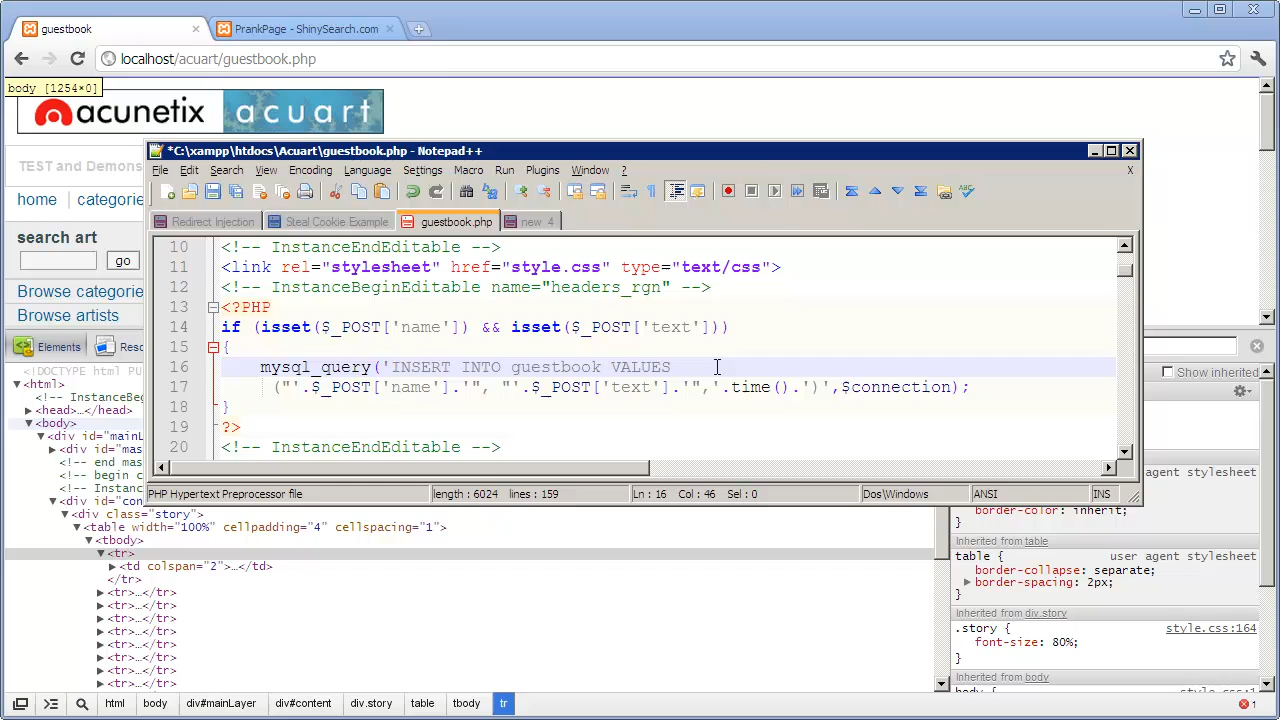 guestbook
PrankPage - ShinySearch.com
localhost/acuart/guestbook.php
body [1254×0]
acunetix acuart
TEST and Demons
home categorie
search art
go
Browse categorie
Browse artists
*C:\xampp\htdocs\Acuart\guestbook.php - Notepad++
File Edit Search View Encoding Language Settings Macro Run Plugins Window ? X
Redirect Injection Steal Cookie Example guestbook.php new 4
10 <!-- InstanceEndEditable -->
11 <link rel="stylesheet" href="style.css" type="text/css">
12 <!-- InstanceBeginEditable name="headers_rgn" -->
13 <?PHP
14 if (isset($_POST['name']) && isset($_POST['text']))
15 {
16 mysql_query('INSERT INTO guestbook VALUES
17 ("'.$_POST['name'].'", "'.$_POST['text'].'",'.time().')',$connection);
18 }
19 ?>
20 <!-- InstanceEndEditable -->
PHP Hypertext Preprocessor file length : 6024 lines : 159 Ln : 16 Col : 46 Sel : 0 Dos\Windows ANSI INS
Elements Reso
<!DOCTYPE html PU
<html>
<!--
<head>…</head>
<body>
<div id="mainL
<div id="mas
<!-- end mas
<!-- begin c
<!-- Instanc
<div id="con
<div class="story">
<table width="100%" cellpadding="4" cellspacing="1">
<tbody>
<tr>
<td colspan="2">…</td>
</tr>
<tr>…</tr>
<tr>…</tr>
<tr>…</tr>
<tr>…</tr>
<tr>…</tr>
<tr>…</tr>
<tr>…</tr>
<tr>…</tr>
Show inherited
agent stylesheet
border-color: inherit;
}
Inherited from table
table { user agent stylesheet
border-collapse: separate;
border-spacing: 2px;
}
Inherited from div.story
.story { style.css:164
font-size: 80%;
}
Inherited from body
html body div#mainLayer div#content div.story table tbody tr 1